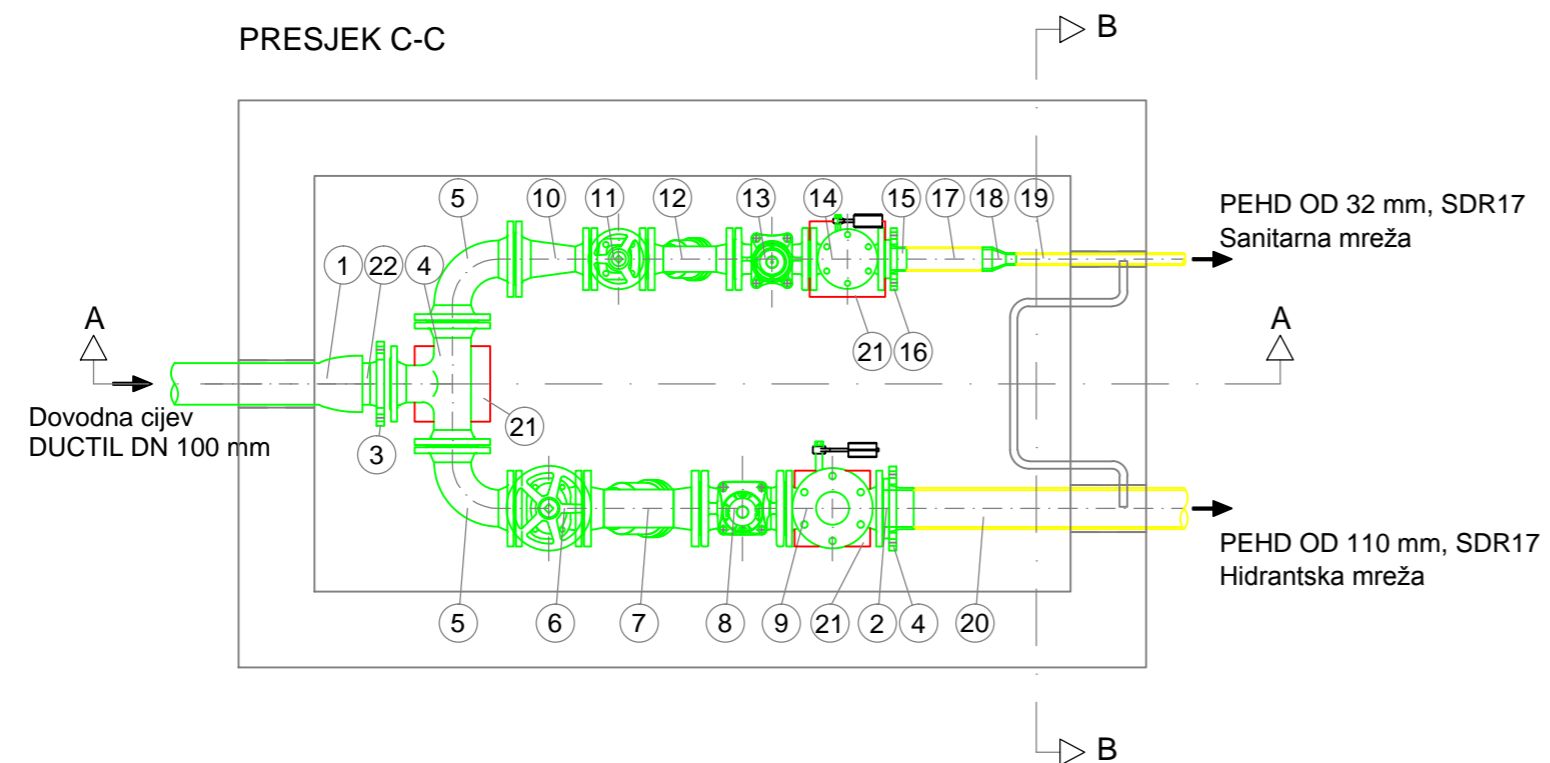 PRESJEK C-C
B
5
10
11
12
13
14
15
17
18
19
PEHD OD 32 mm, SDR17
Sanitarna mreža
1
22
4
A
A
21
16
Dovodna cijev
DUCTIL DN 100 mm
3
21
PEHD OD 110 mm, SDR17
Hidrantska mreža
5
6
7
8
9
21
2
4
20
B